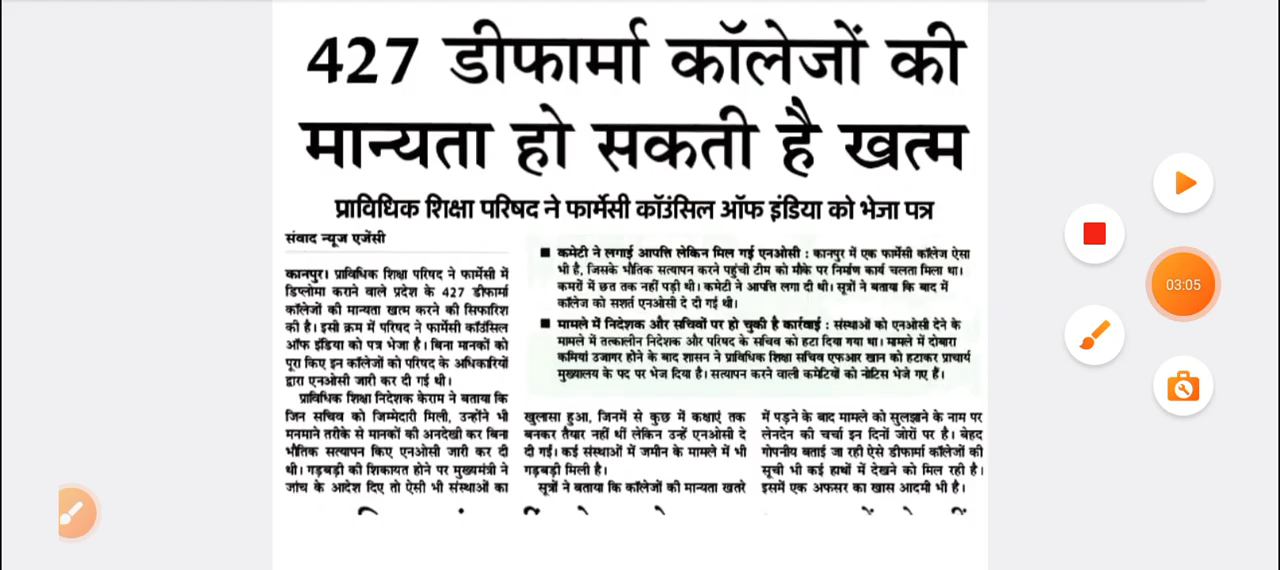 427 डीफार्मा कॉलेजों की
मान्यता हो सकती है खत्म
प्राविधिक शिक्षा परिषद ने फार्मेसी कॉउंसिल ऑफ इंडिया को भेजा पत्र
संवाद न्यूज एजेंसी
कानपुर। प्राविधिक शिक्षा परिषद ने फार्मेसी में
डिप्लोमा कराने वाले प्रदेश के 427 डीफार्मा
कॉलेजों की मान्यता खत्म करने की सिफारिश
की है। इसी क्रम में परिषद ने फार्मेसी कॉउंसिल
ऑफ इंडिया को पत्र भेजा है। बिना मानकों को
पूरा किए इन कॉलेजों को परिषद के अधिकारियों
द्वारा एनओसी जारी कर दी गई थी।
प्राविधिक शिक्षा निदेशक केराम ने बताया कि
जिन सचिव को जिम्मेदारी मिली, उन्होंने भी
मनमाने तरीके से मानकों की अनदेखी कर बिना
भौतिक सत्यापन किए एनओसी जारी कर दी
थी। गड़बड़ी की शिकायत होने पर मुख्यमंत्री ने
जांच के आदेश दिए तो ऐसी भी संस्थाओं का
■ कमेटी ने लगाई आपत्ति लेकिन मिल गई एनओसी : कानपुर में एक फार्मेसी कॉलेज ऐसा
भी है, जिसके भौतिक सत्यापन करने पहुंची टीम को मौके पर निर्माण कार्य चलता मिला था।
कमरों में छत तक नहीं पड़ी थी। कमेटी ने आपत्ति लगा दी थी। सूत्रों ने बताया कि बाद में
कॉलेज को सशर्त एनओसी दे दी गई थी।
■ मामले में निदेशक और सचिवों पर हो चुकी है कार्रवाई : संस्थाओं को एनओसी देने के
मामले में तत्कालीन निदेशक और परिषद के सचिव को हटा दिया गया था। मामले में दोबारा
कमियां उजागर होने के बाद शासन ने प्राविधिक शिक्षा सचिव एफआर खान को हटाकर प्राचार्य
मुख्यालय के पद पर भेज दिया है। सत्यापन करने वाली कमेटियों को नोटिस भेजे गए हैं।
खुलासा हुआ, जिनमें से कुछ में कक्षाएं तक
बनकर तैयार नहीं थीं लेकिन उन्हें एनओसी दे
दी गई। कई संस्थाओं में जमीन के मामले में भी
गड़बड़ी मिली है।
सूत्रों ने बताया कि कॉलेजों की मान्यता खतरे
में पड़ने के बाद मामले को सुलझाने के नाम पर
लेनदेन की चर्चा इन दिनों जोरों पर है। बेहद
गोपनीय बताई जा रही ऐसे डीफार्मा कॉलेजों की
सूची भी कई हाथों में देखने को मिल रही है।
इसमें एक अफसर का खास आदमी भी है।
03:05